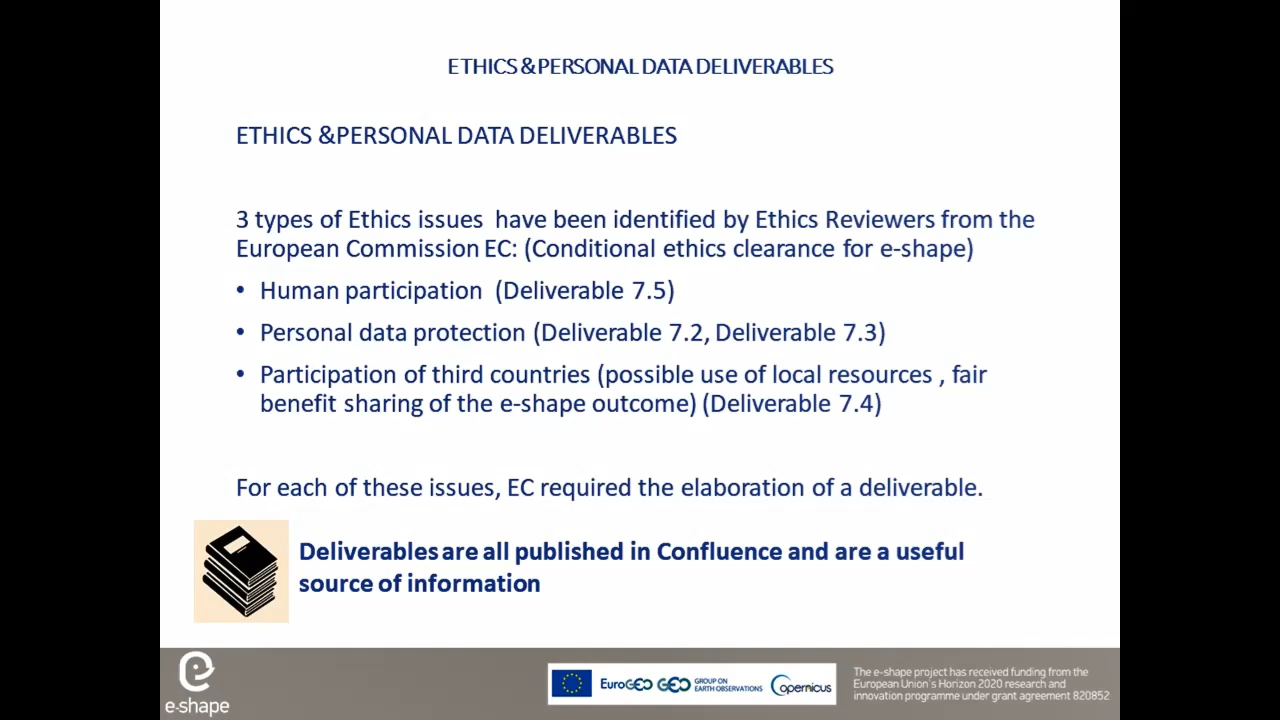 ETHICS &PERSONAL DATA DELIVERABLES
ETHICS &PERSONAL DATA DELIVERABLES
3 types of Ethics issues have been identified by Ethics Reviewers from the
European Commission EC: (Conditional ethics clearance for e-shape)
• Human participation (Deliverable 7.5)
• Personal data protection (Deliverable 7.2, Deliverable 7.3)
• Participation of third countries (possible use of local resources , fair
benefit sharing of the e-shape outcome) (Deliverable 7.4)
For each of these issues, EC required the elaboration of a deliverable.
Deliverables are all published in Confluence and are a useful
source of information
e-shape
EuroGEO GEO GROUP ON
EARTH OBSERVATIONS
Copernicus
The e-shape project has received funding from the
European Union's Horizon 2020 research and
innovation programme under grant agreement 820852